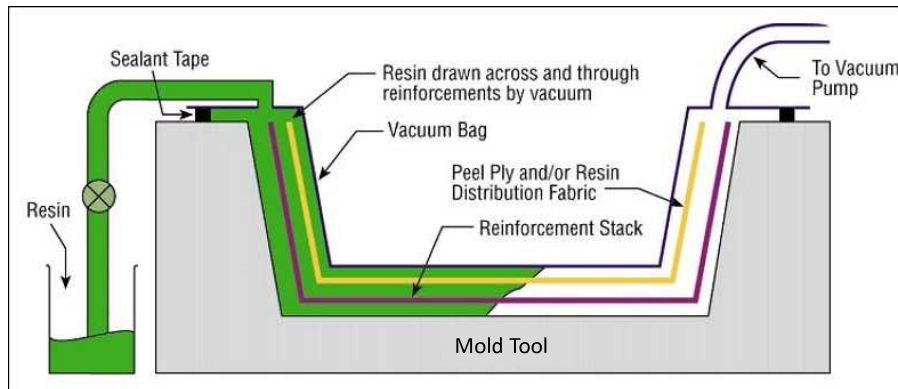 Sealant Tape
Resin drawn across and through
reinforcements by vacuum
To Vacuum
Pump
Vacuum Bag
Peel Ply and/or Resin
Distribution Fabric
Resin
Reinforcement Stack
Mold Tool